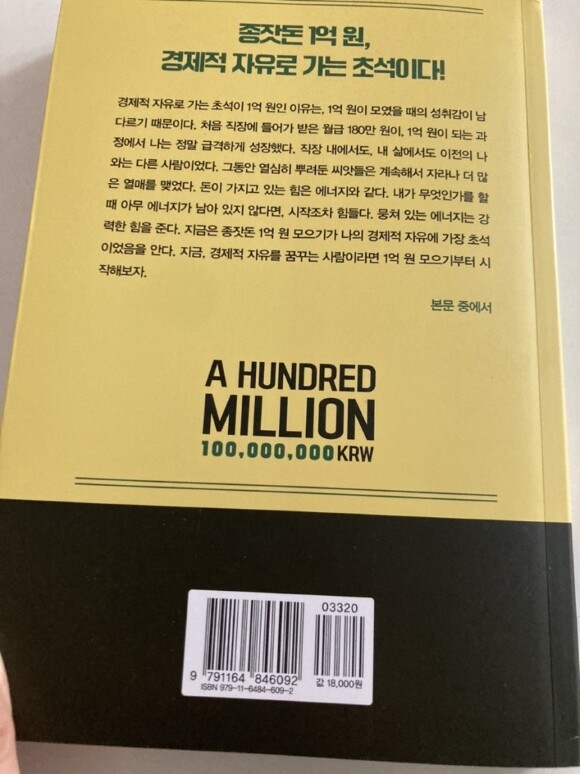 종잣돈 1억 원,
경제적 자유로 가는 초석이다!
경제적 자유로 가는 초석이 1억 원인 이유는, 1억 원이 모였을 때의 성취감이 남
다르기 때문이다. 처음 직장에 들어가 받은 월급 180만 원이, 1억 원이 되는 과
정에서 나는 정말 급격하게 성장했다. 직장 내에서도, 내 삶에서도 이전의 나
와는 다른 사람이었다. 그동안 열심히 뿌려둔 씨앗들은 계속해서 자라나 더 많
은 열매를 맺었다. 돈이 가지고 있는 힘은 에너지와 같다. 내가 무엇인가를 할
때 아무 에너지가 남아 있지 않다면, 시작조차 힘들다. 뭉쳐 있는 에너지는 강
력한 힘을 준다. 지금은 종잣돈 1억 원 모으기가 나의 경제적 자유에 가장 초석
이었음을 안다. 지금, 경제적 자유를 꿈꾸는 사람이라면 1억 원 모으기부터 시
작해보자.
본문 중에서
A HUNDRED
MILLION
100,000,000 KRW
03320
9 791164 846092
ISBN 979-11-6484-609-2
값 18,000원